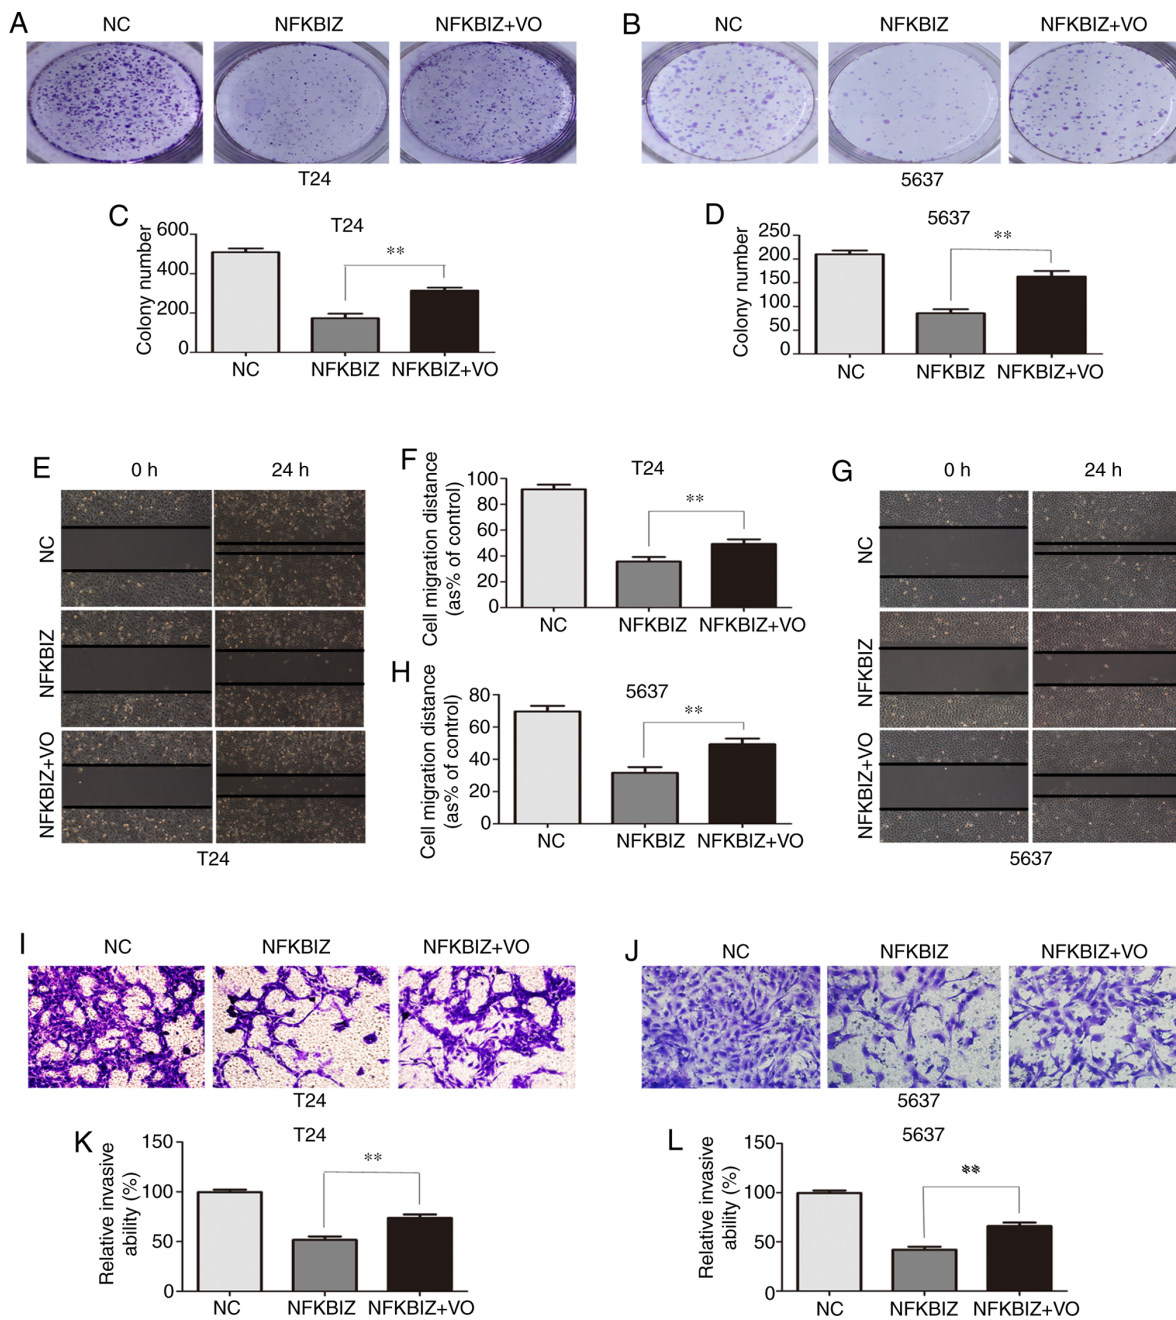 A NC NFKBIZ NFKBIZ+VO
T24
B NC NFKBIZ NFKBIZ+VO
5637
C T24
Colony number
600
400
200
0
**
NC NFKBIZ NFKBIZ+VO
D 5637
Colony number
250
200
150
100
50
0
**
NC NFKBIZ NFKBIZ+VO
E 0 h 24 h
NC
NFKBIZ
NFKBIZ+VO
T24
F T24
Cell migration distance
(as% of control)
100
80
60
40
20
0
**
NC NFKBIZ NFKBIZ+VO
G 0 h 24 h
NC
NFKBIZ
NFKBIZ+VO
5637
H 5637
Cell migration distance
(as% of control)
80
60
40
20
0
**
NC NFKBIZ NFKBIZ+VO
I NC NFKBIZ NFKBIZ+VO
T24
J NC NFKBIZ NFKBIZ+VO
5637
K T24
Relative invasive
ability (%)
150
100
50
0
**
NC NFKBIZ NFKBIZ+VO
L 5637
Relative invasive
ability (%)
150
100
50
0
**
NC NFKBIZ NFKBIZ+VO